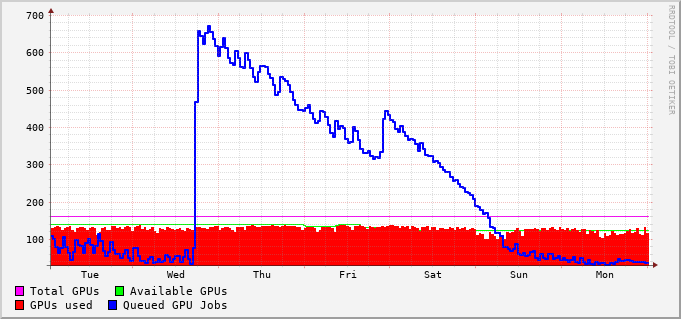 700
600
500
400
300
200
100
Tue Wed Thu Fri Sat Sun Mon
Total GPUs Available GPUs
GPUs used Queued GPU Jobs
RRDTOOL / TOBI OETIKER